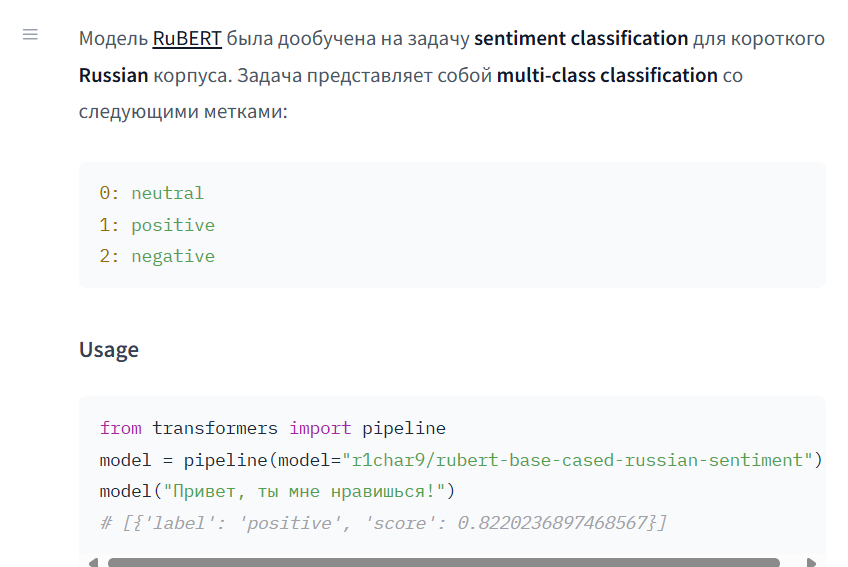 Модель RuBERT была дообучена на задачу sentiment classification для короткого
Russian корпуса. Задача представляет собой multi-class classification со
следующими метками:
0: neutral
1: positive
2: negative
Usage
from transformers import pipeline
model = pipeline(model="r1char9/rubert-base-cased-russian-sentiment")
model("Привет, ты мне нравишься!")
# [{'label': 'positive', 'score': 0.8220236897468567}]